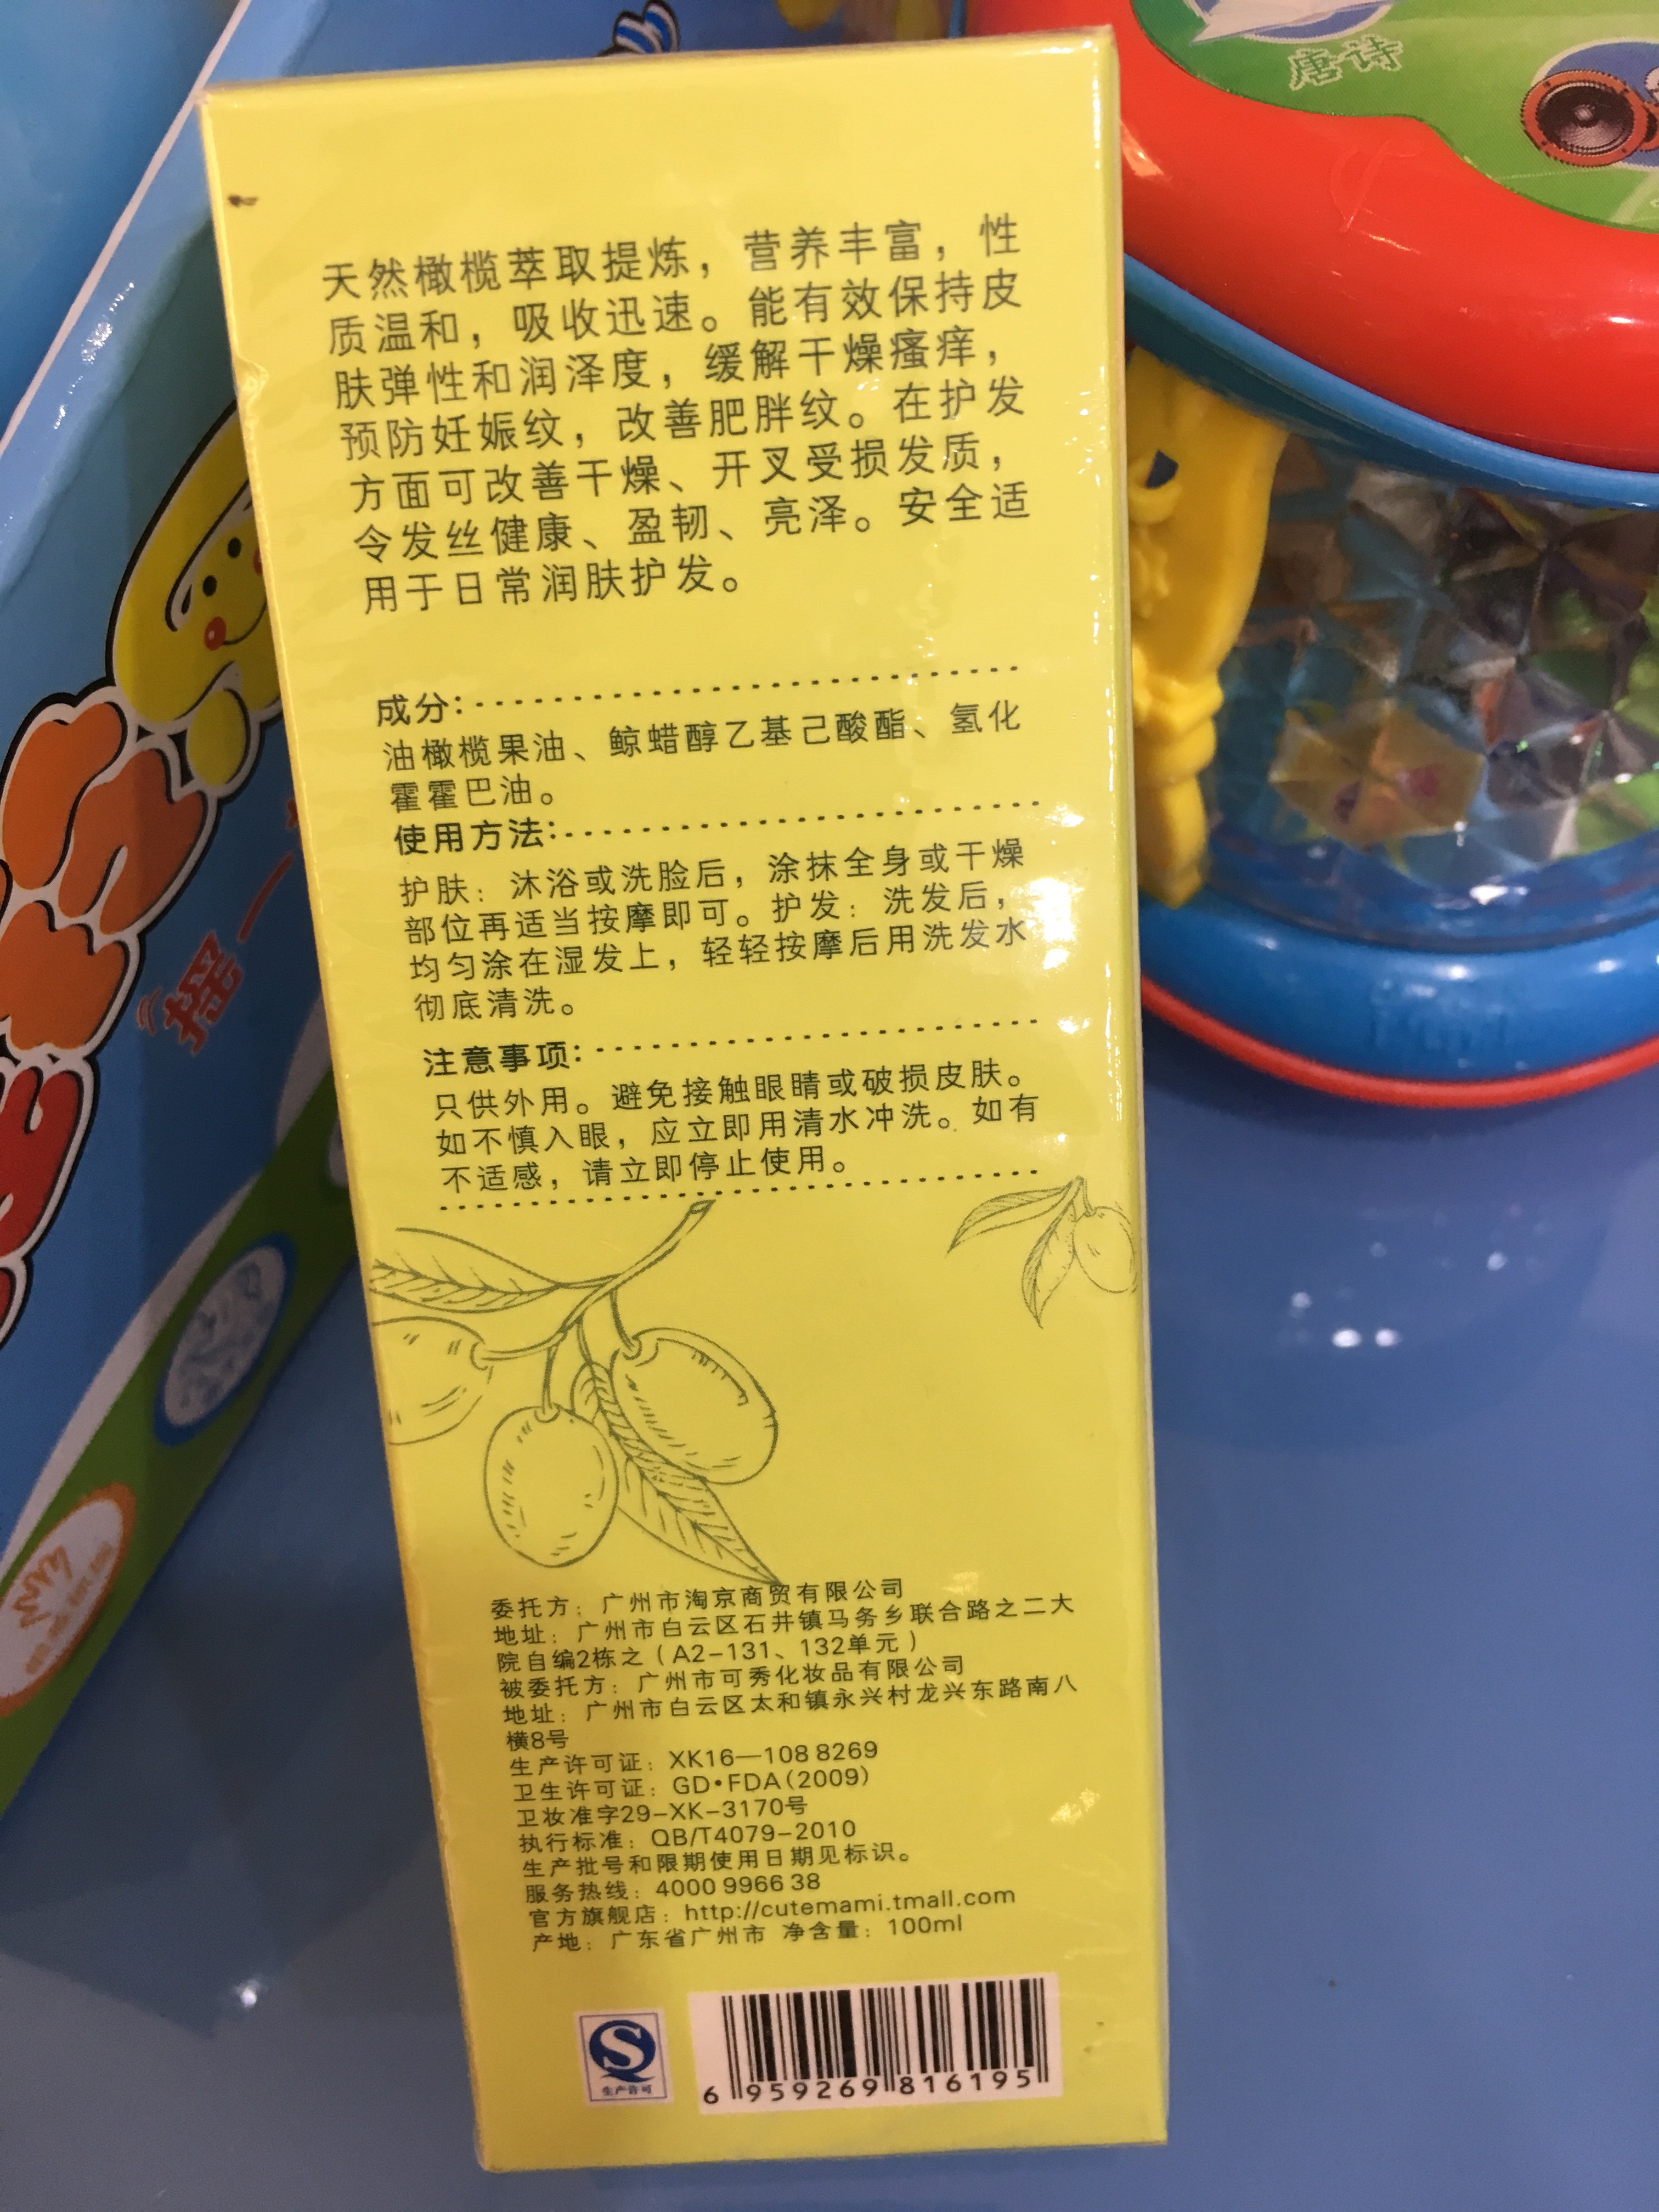 唐诗
摇一
天然橄榄萃取提炼，营养丰富，性
质温和，吸收迅速。能有效保持皮
肤弹性和润泽度，缓解干燥瘙痒，
预防妊娠纹，改善肥胖纹。在护发
方面可改善干燥、开叉受损发质，
令发丝健康、盈韧、亮泽。安全适
用于日常润肤护发。
成分：
油橄榄果油、鲸蜡醇乙基己酸酯、氢化
霍霍巴油。
使用方法：
护肤：沐浴或洗脸后，涂抹全身或干燥
部位再适当按摩即可。护发：洗发后，
均匀涂在湿发上，轻轻按摩后用洗发水
彻底清洗。
注意事项：
只供外用。避免接触眼睛或破损皮肤。
如不慎入眼，应立即用清水冲洗。如有
不适感，请立即停止使用。
委托方：广州市淘京商贸有限公司
地址：广州市白云区石井镇马务乡联合路之二大
院自编2栋之（A2-131、132单元）
被委托方：广州市可秀化妆品有限公司
地址：广州市白云区太和镇永兴村龙兴东路南八
横8号
生产许可证：XK16—108 8269
卫生许可证：GD•FDA(2009)
卫妆准字29-XK-3170号
执行标准：QB/T4079-2010
生产批号和限期使用日期见标识。
服务热线：4000 9966 38
官方旗舰店：http://cutemami.tmall.com
产地：广东省广州市 净含量：100ml
生产许可
6 959269 816195